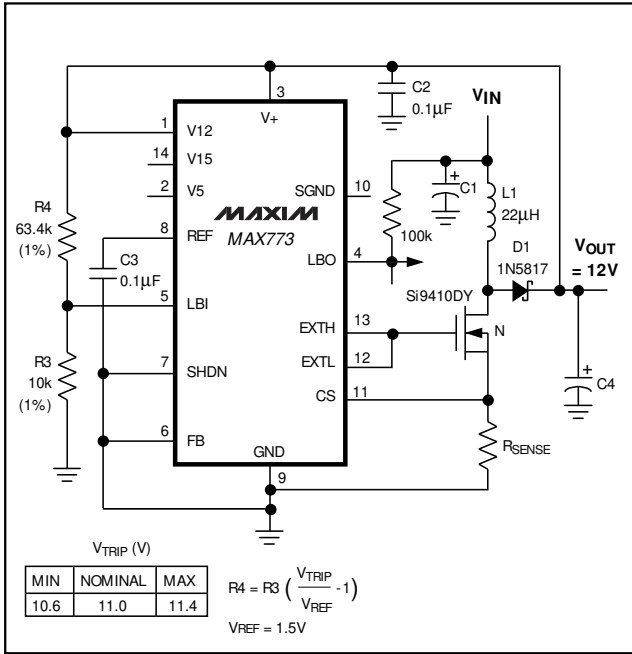 3
V+
C2
0.1µF
VIN
1
V12
14
V15
2
V5
SGND
10
C1
L1
22µH
R4
63.4k
(1%)
8
REF
MAXIM
MAX773
100k
LBO
4
D1
1N5817
VOUT
= 12V
C3
0.1µF
5
LBI
Si9410DY
EXTH
13
N
EXTL
12
R3
10k
(1%)
7
SHDN
CS
11
C4
6
FB
RSENSE
GND
9
VTRIP (V)
MIN NOMINAL MAX
10.6 11.0 11.4
R4 = R3 ( VTRIP / VREF -1 )
VREF = 1.5V